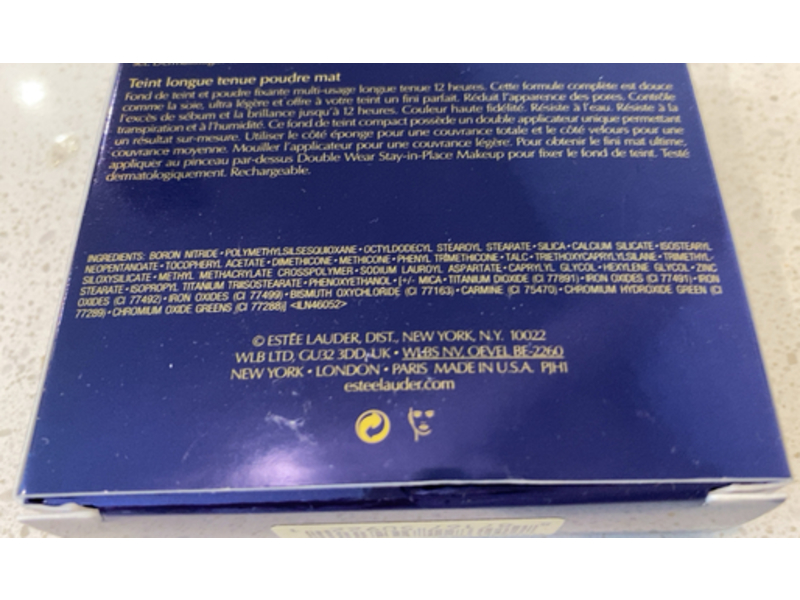 Teint longue tenue poudre mat
Fond de teint et poudre fixante multi-usage longue tenue 12 heures. Cette formule complète est douce
comme la soie, ultra légère et offre à votre teint un fini parfait. Réduit l'apparence des pores. Contrôle
l'excès de sébum et la brillance jusqu'à 12 heures. Couleur haute fidélité. Résiste à l'eau. Résiste à la
transpiration et à l'humidité. Ce fond de teint compact possède un double applicateur unique permettant
un résultat sur-mesure. Utiliser le côté éponge pour une couvrance totale et le côté velours pour une
couvrance moyenne. Mouiller l'applicateur pour une couvrance légère. Pour obtenir le fini mat ultime,
appliquer au pinceau par-dessus Double Wear Stay-in-Place Makeup pour fixer le fond de teint. Testé
dermatologiquement. Rechargeable.
INGREDIENTS: BORON NITRIDE • POLYMETHYLSILSESQUIOXANE • OCTYLDODECYL STEAROYL STEARATE • SILICA • CALCIUM SILICATE • ISOSTEARYL
NEOPENTANOATE • TOCOPHERYL ACETATE • DIMETHICONE • METHICONE • PHENYL TRIMETHICONE • TALC • TRIETHOXYCAPRYLYLSILANE • TRIMETHYL-
SILOXYSILICATE • METHYL METHACRYLATE CROSSPOLYMER • SODIUM LAUROYL ASPARTATE • CAPRYLYL GLYCOL • HEXYLENE GLYCOL • ZINC
STEARATE • ISOPROPYL TITANIUM TRIISOSTEARATE • PHENOXYETHANOL • [+/- MICA • TITANIUM DIOXIDE (CI 77891) • IRON OXIDES (CI 77491) • IRON
OXIDES (CI 77492) • IRON OXIDES (CI 77499) • BISMUTH OXYCHLORIDE (CI 77163) • CARMINE (CI 75470) • CHROMIUM HYDROXIDE GREEN (CI
77289) • CHROMIUM OXIDE GREENS (CI 77288)] <ILN46052>
© ESTÉE LAUDER, DIST., NEW YORK, N.Y. 10022
WLB LTD, GU32 3DD, UK • WLBS NV. OEVEL BE-2260
NEW YORK • LONDON • PARIS MADE IN U.S.A. PJH1
esteelauder.com